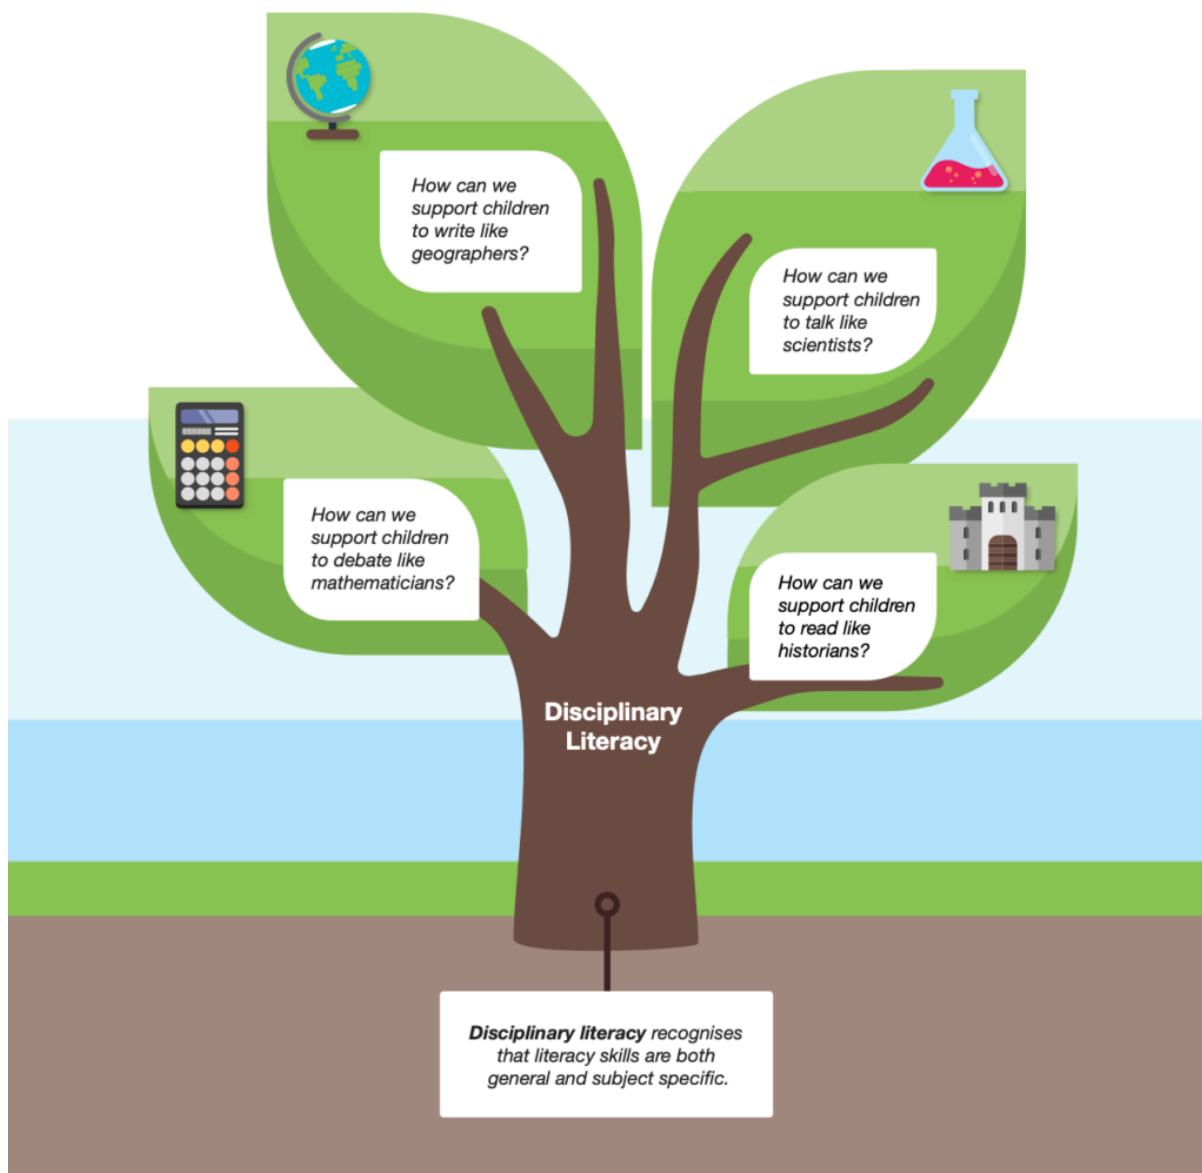 How can we
support children
to write like
geographers?
How can we
support children
to talk like
scientists?
How can we
support children
to debate like
mathematicians?
How can we
support children
to read like
historians?
Disciplinary
Literacy
Disciplinary literacy recognises
that literacy skills are both
general and subject specific.